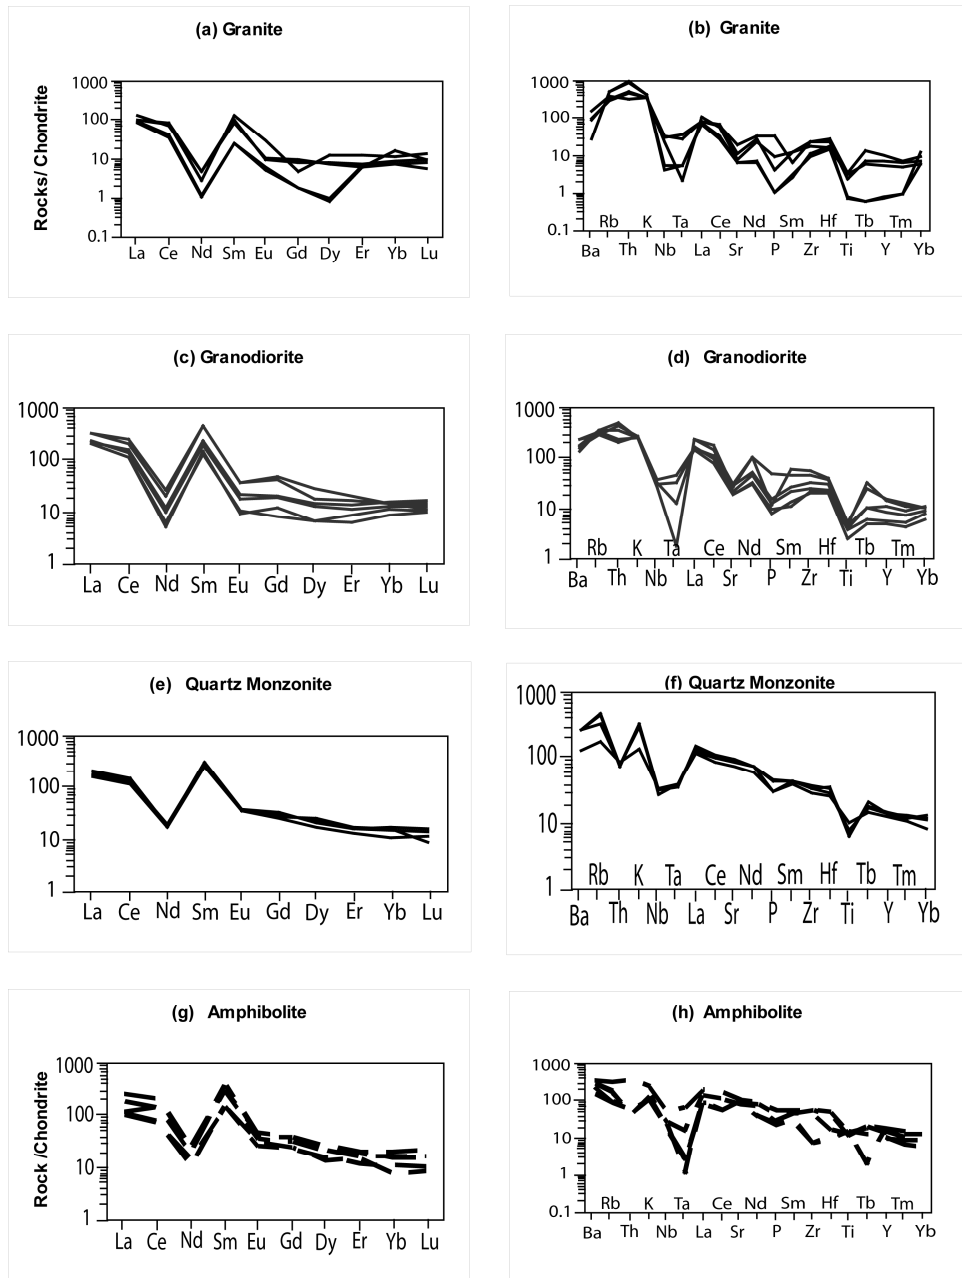 (a) Granite
Rocks/ Chondrite
1000
100
10
1
0.1
La Ce Nd Sm Eu Gd Dy Er Yb Lu
(b) Granite
1000
100
10
1
0.1
Rb K Ta Ce Nd Sm Hf Tb Tm
Ba Th Nb La Sr P Zr Ti Y Yb
(c) Granodiorite
1000
100
10
1
La Ce Nd Sm Eu Gd Dy Er Yb Lu
(d) Granodiorite
1000
100
10
1
Rb K Ta Ce Nd Sm Hf Tb Tm
Ba Th Nb La Sr P Zr Ti Y Yb
(e) Quartz Monzonite
1000
100
10
1
La Ce Nd Sm Eu Gd Dy Er Yb Lu
(f) Quartz Monzonite
1000
100
10
1
Rb K Ta Ce Nd Sm Hf Tb Tm
Ba Th Nb La Sr P Zr Ti Y Yb
(g) Amphibolite
Rock /Chondrite
1000
100
10
1
La Ce Nd Sm Eu Gd Dy Er Yb Lu
(h) Amphibolite
1000
100
10
1
0.1
Rb K Ta Ce Nd Sm Hf Tb Tm
Ba Th Nb La Sr P Zr Ti Y Yb